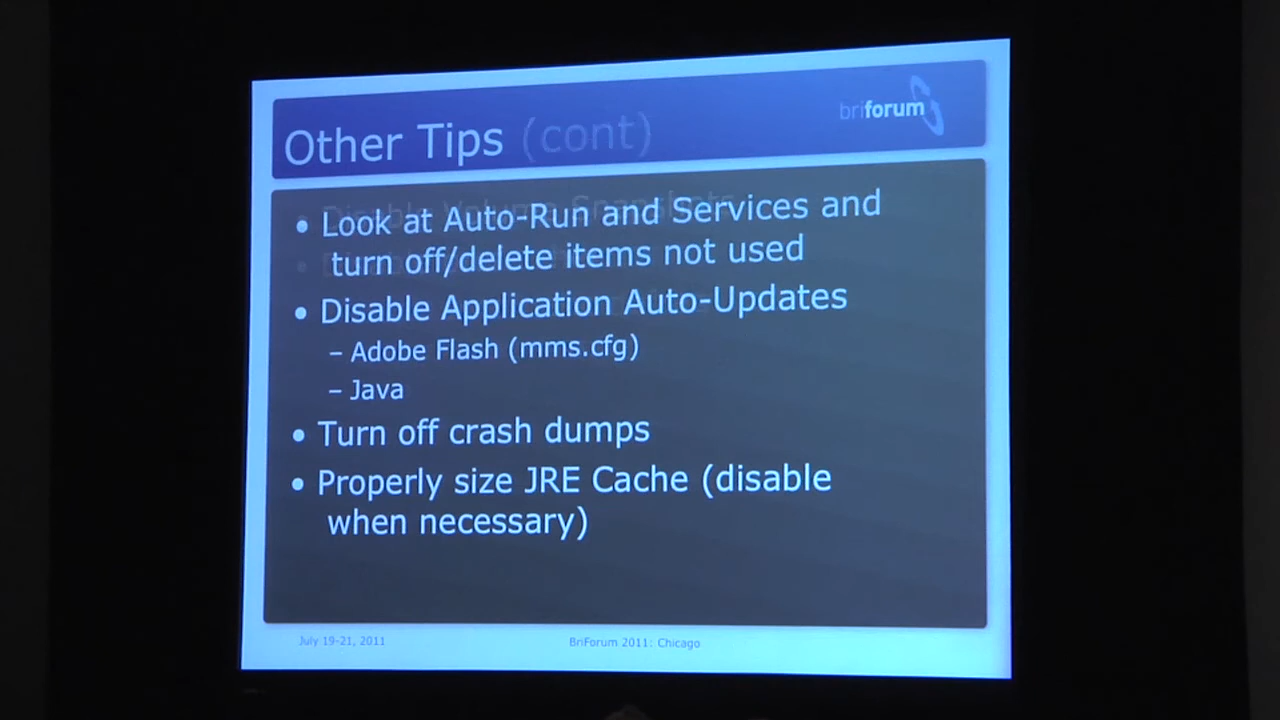 briforum
Other Tips (cont)
• Look at Auto-Run and Services and
turn off/delete items not used
• Disable Application Auto-Updates
– Adobe Flash (mms.cfg)
– Java
• Turn off crash dumps
• Properly size JRE Cache (disable
when necessary)
July 19-21, 2011
BriForum 2011: Chicago